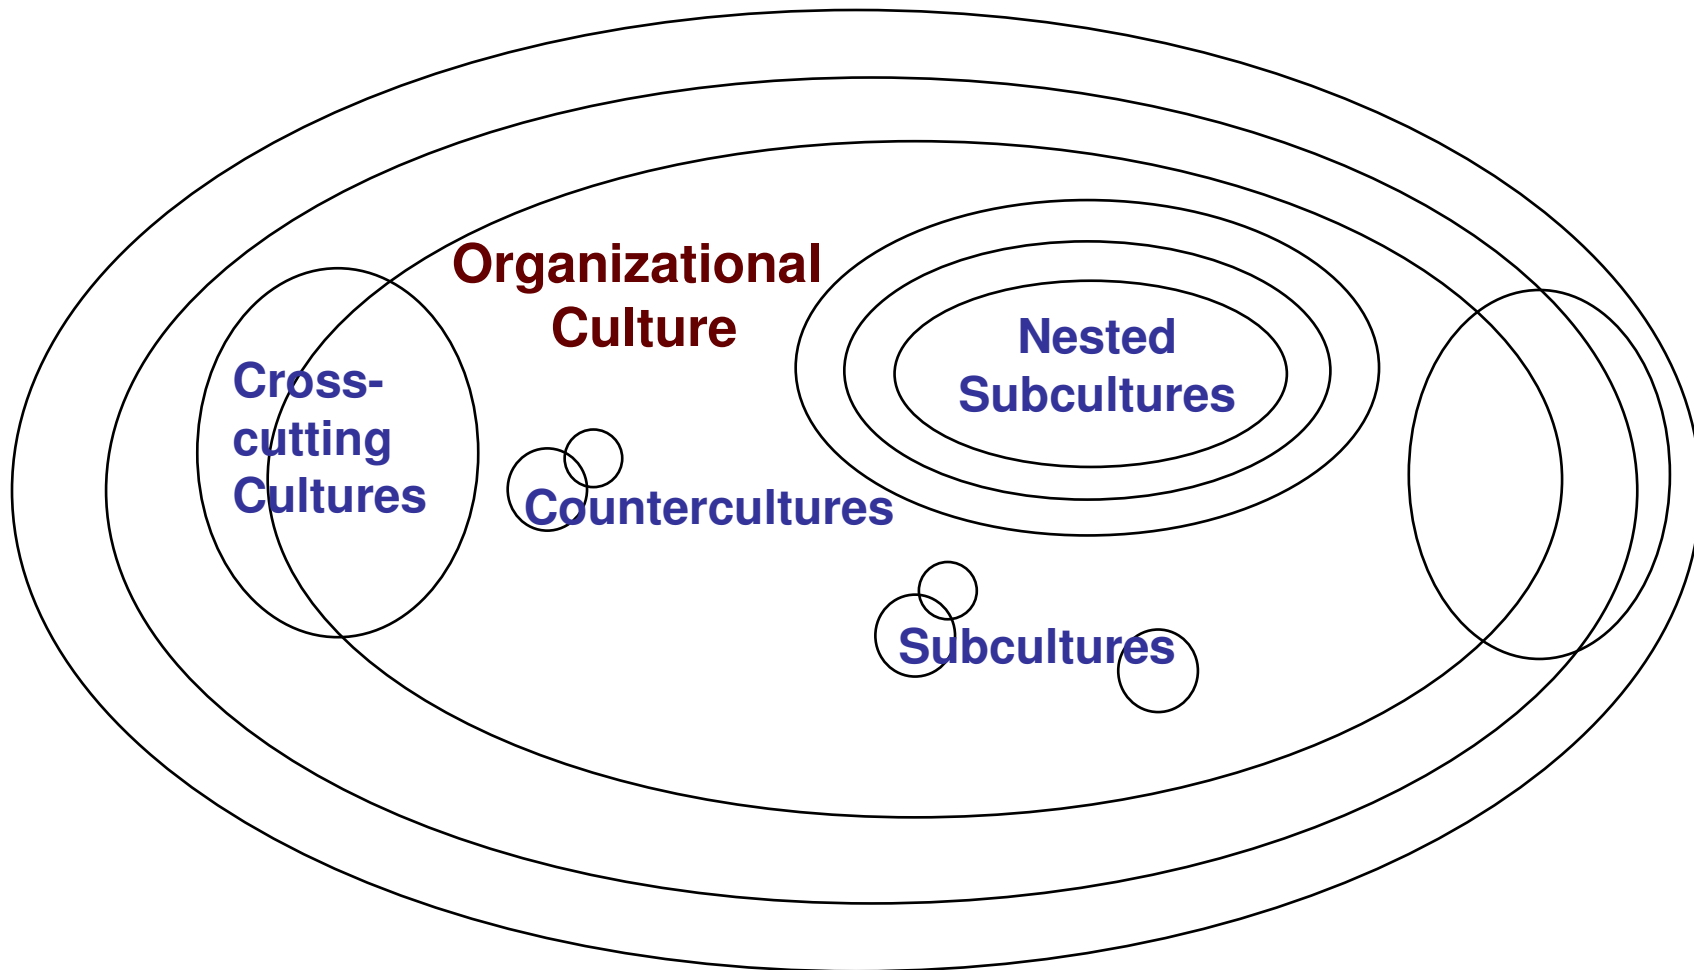 Organizational
Culture
Nested
Subcultures
Cross-
cutting
Cultures
Countercultures
Subcultures